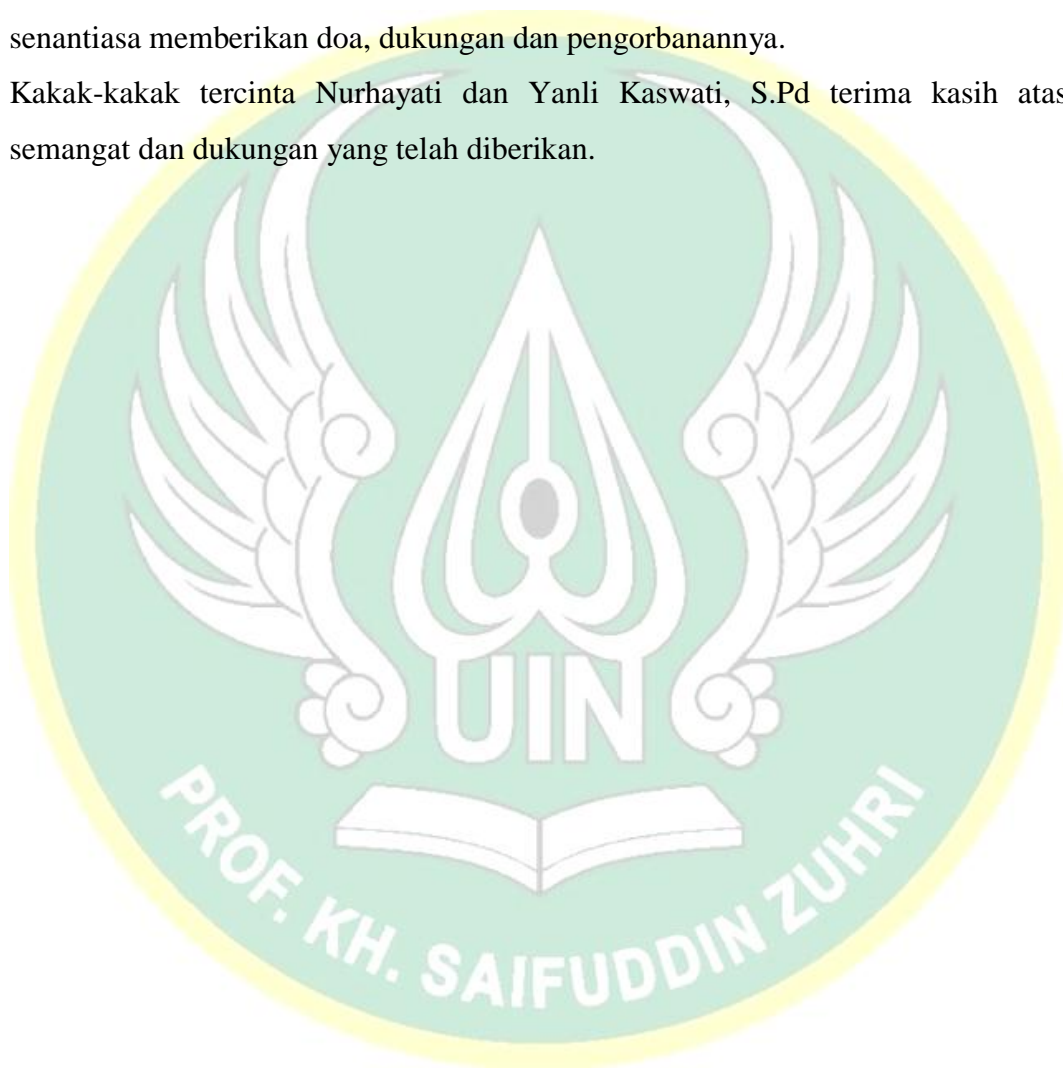 senantiasa memberikan doa, dukungan dan pengorbanannya.
Kakak-kakak tercinta Nurhayati dan Yanli Kaswati, S.Pd terima kasih atas
semangat dan dukungan yang telah diberikan.
UIN
PROF. KH. SAIFUDDIN ZUHRI